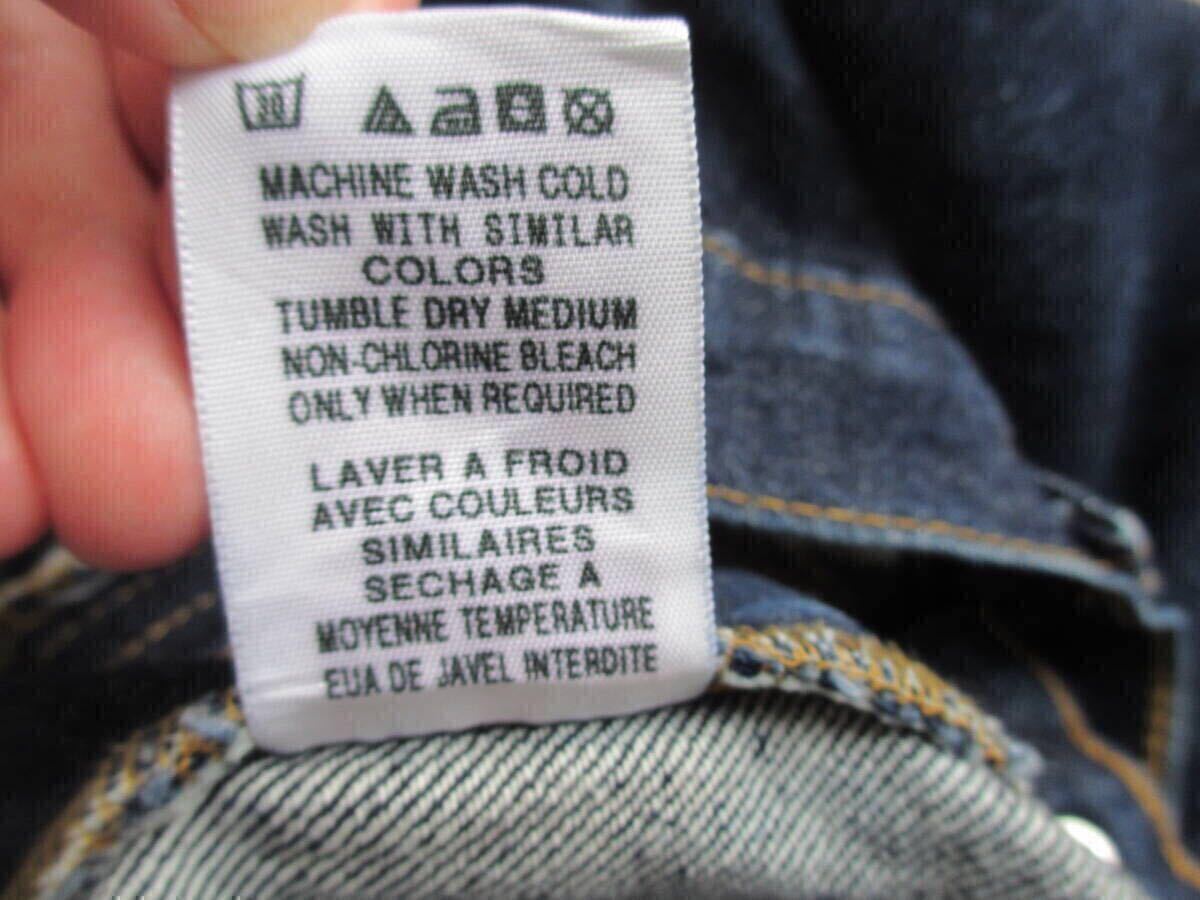 30
MACHINE WASH COLD
WASH WITH SIMILAR
COLORS
TUMBLE DRY MEDIUM
NON-CHLORINE BLEACH
ONLY WHEN REQUIRED
LAVER A FROID
AVEC COULEURS
SIMILAIRES
SECHAGE A
MOYENNE TEMPERATURE
EUA DE JAVEL INTERDITE